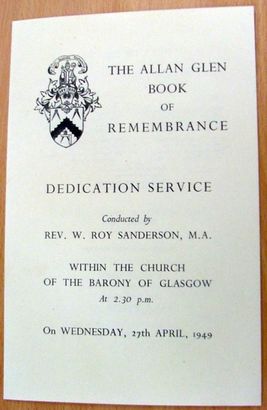 THE ALLAN GLEN
BOOK
OF
REMEMBRANCE
DEDICATION SERVICE
Conducted by
REV. W. ROY SANDERSON, M.A.
WITHIN THE CHURCH
OF THE BARONY OF GLASGOW
At 2.30 p.m.
On WEDNESDAY, 27th APRIL, 1949